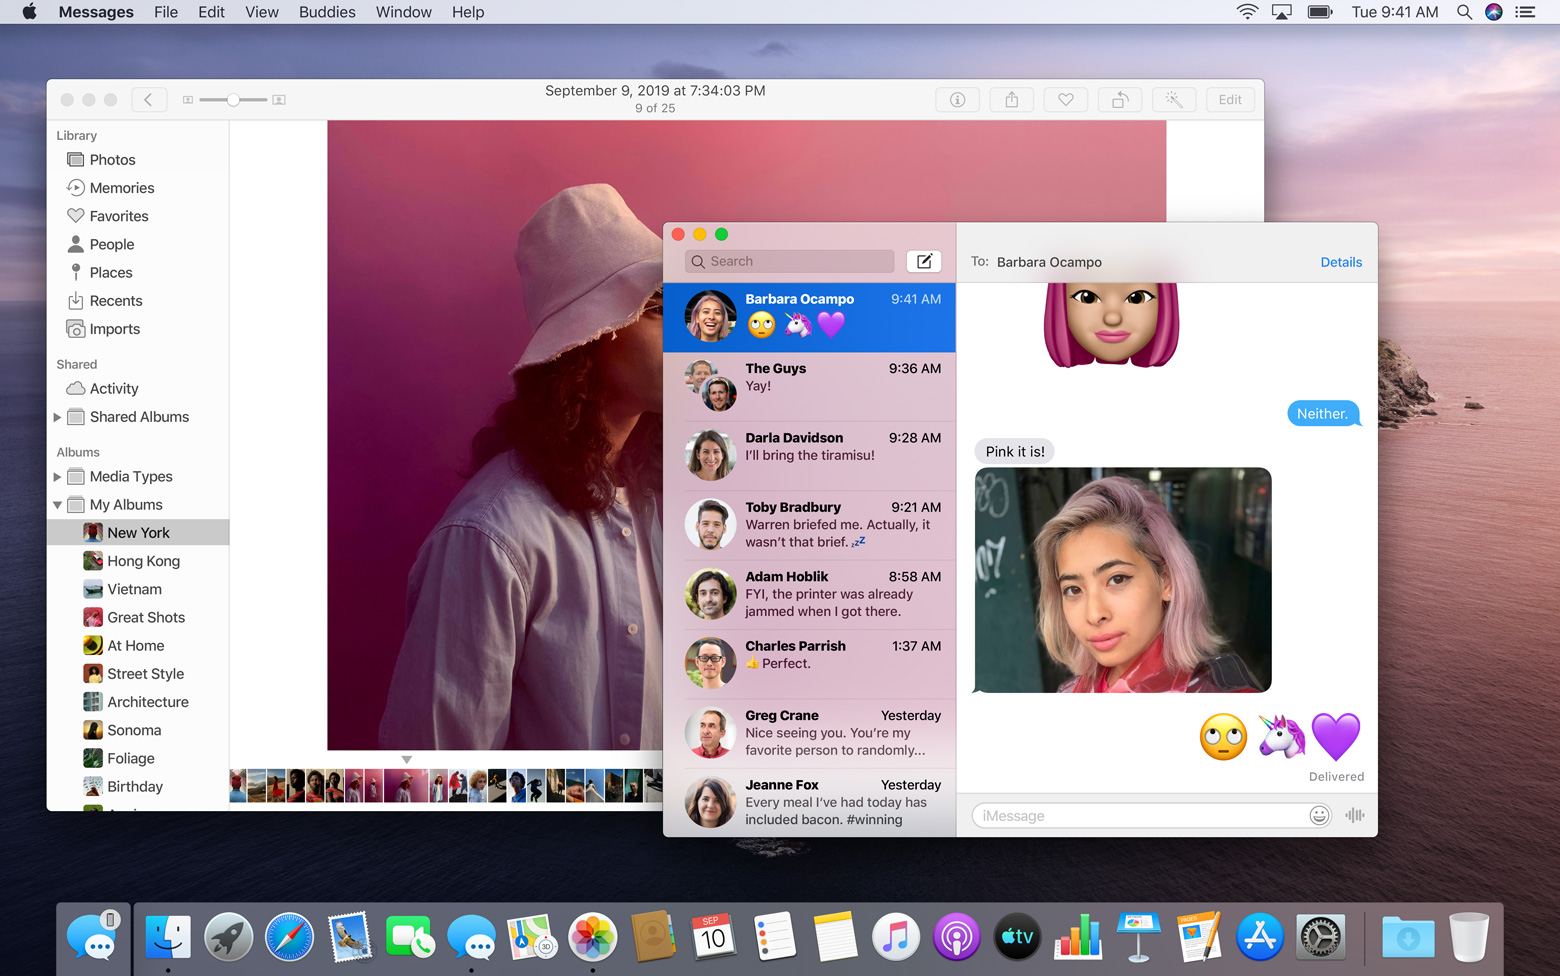 Messages File Edit View Buddies Window Help
Tue 9:41 AM
September 9, 2019 at 7:34:03 PM
9 of 25
Edit
Library
Photos
Memories
Favorites
People
Places
Recents
Imports
Shared
Activity
Shared Albums
Albums
Media Types
My Albums
New York
Hong Kong
Vietnam
Great Shots
At Home
Street Style
Architecture
Sonoma
Foliage
Birthday
Search
Barbara Ocampo 9:41 AM
🙄 🦄 💜
The Guys 9:36 AM
Yay!
Darla Davidson 9:28 AM
I’ll bring the tiramisu!
Toby Bradbury 9:21 AM
Warren briefed me. Actually, it
wasn’t that brief. 💤
Adam Hoblik 8:58 AM
FYI, the printer was already
jammed when I got there.
Charles Parrish 1:37 AM
👍 Perfect.
Greg Crane Yesterday
Nice seeing you. You’re my
favorite person to randomly...
Jeanne Fox Yesterday
Every meal I’ve had today has
included bacon. #winning
To: Barbara Ocampo Details
Neither.
Pink it is!
🙄 🦄 💜
Delivered
iMessage
3D
SEP
10
tv
PAGES